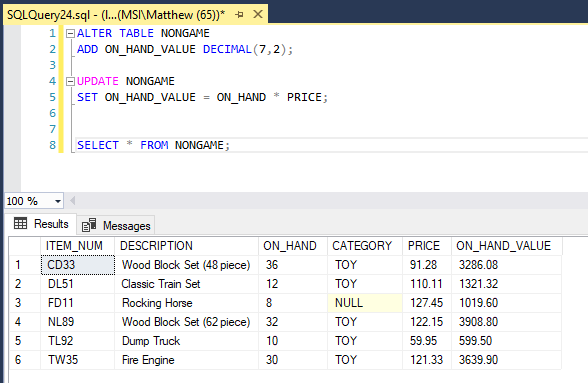 SQLQuery24.sql - (l...(MSI\Matthew (65))*
1 ALTER TABLE NONGAME
2 ADD ON_HAND_VALUE DECIMAL(7,2);
3
4 UPDATE NONGAME
5 SET ON_HAND_VALUE = ON_HAND * PRICE;
6
7
8 SELECT * FROM NONGAME;
100 %
Results Messages
ITEM_NUM DESCRIPTION ON_HAND CATEGORY PRICE ON_HAND_VALUE
1 CD33 Wood Block Set (48 piece) 36 TOY 91.28 3286.08
2 DL51 Classic Train Set 12 TOY 110.11 1321.32
3 FD11 Rocking Horse 8 NULL 127.45 1019.60
4 NL89 Wood Block Set (62 piece) 32 TOY 122.15 3908.80
5 TL92 Dump Truck 10 TOY 59.95 599.50
6 TW35 Fire Engine 30 TOY 121.33 3639.90